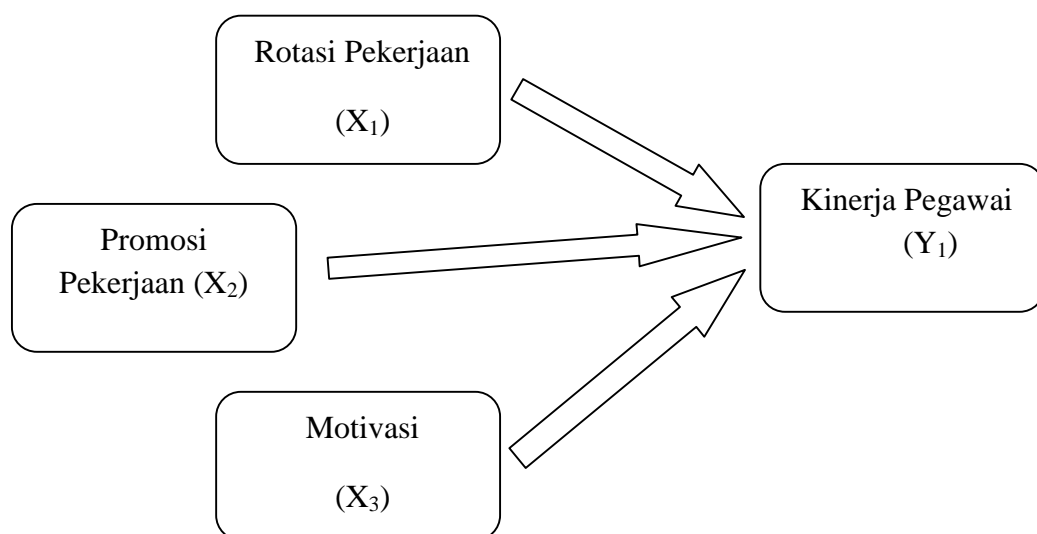 Rotasi Pekerjaan
(X₁)
Promosi
Pekerjaan (X₂)
Motivasi
(X₃)
Kinerja Pegawai
(Y₁)